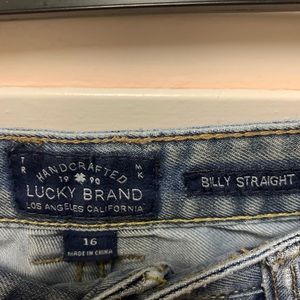 TR MK
HANDCRAFTED
19 90
LUCKY BRAND
LOS ANGELES CALIFORNIA
BILLY STRAIGHT
16
MADE IN CHINA